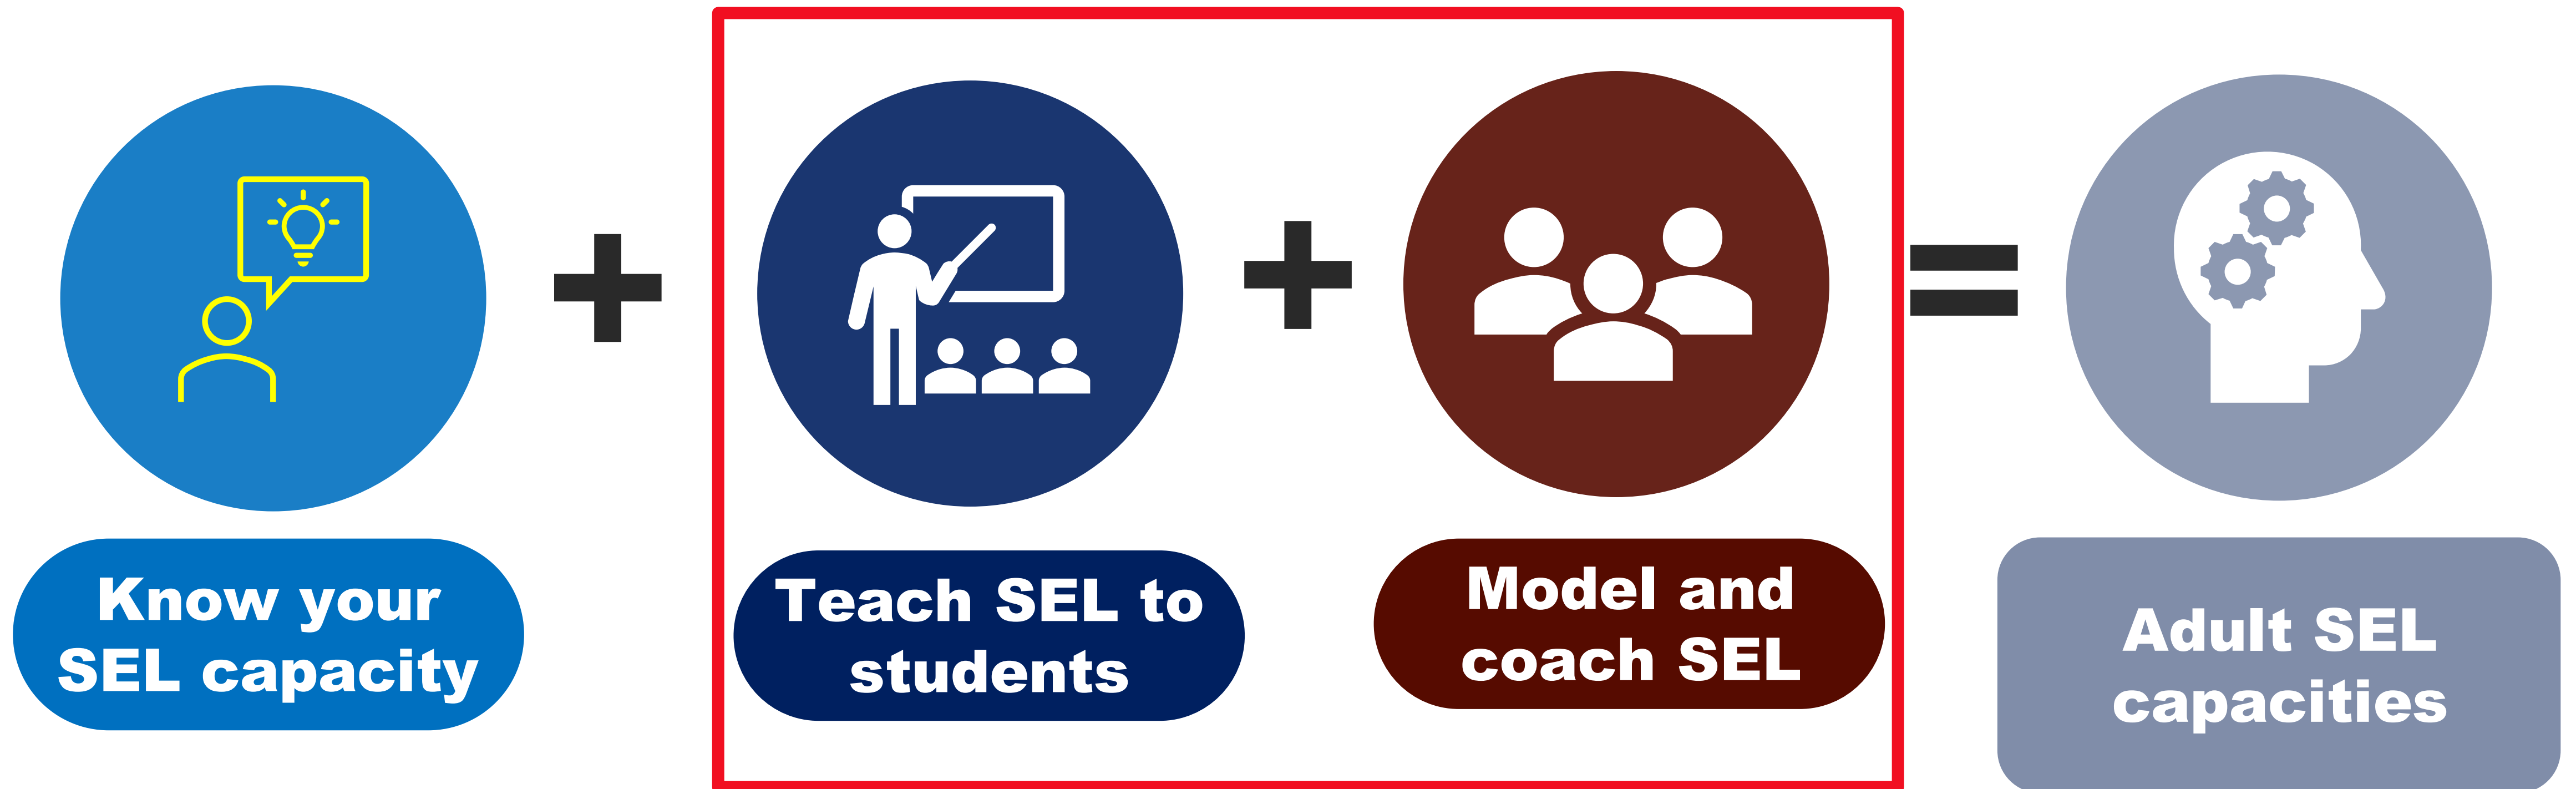 Know your
SEL capacity
Teach SEL to
students
Model and
coach SEL
Adult SEL
capacities